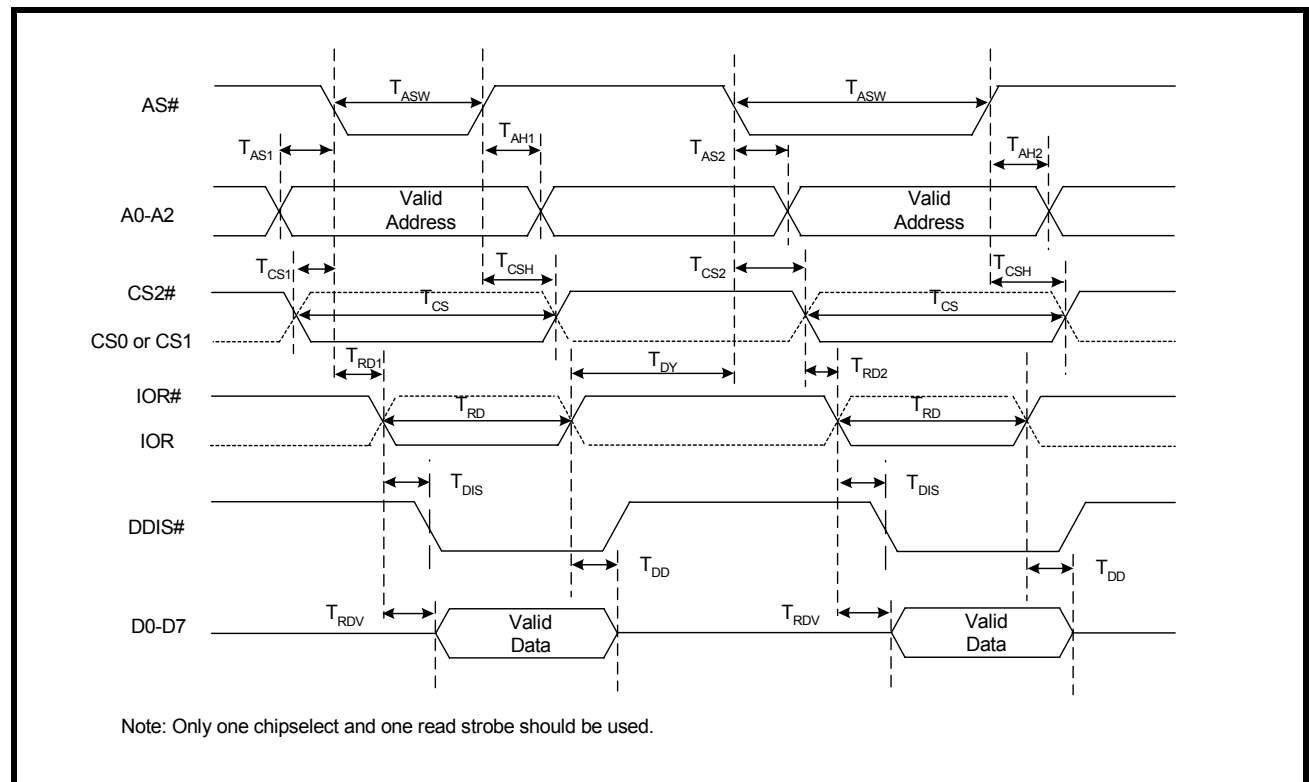 AS#
T_ASW
T_ASW
T_AS1
T_AH1
T_AS2
T_AH2
A0-A2
Valid
Address
Valid
Address
T_CS1
T_CSH
T_CS2
T_CSH
CS2#
T_CS
T_CS
CS0 or CS1
T_RD1
T_DY
T_RD2
IOR#
T_RD
T_RD
IOR
T_DIS
T_DIS
DDIS#
T_DD
T_DD
T_RDV
T_RDV
D0-D7
Valid
Data
Valid
Data
Note: Only one chipselect and one read strobe should be used.